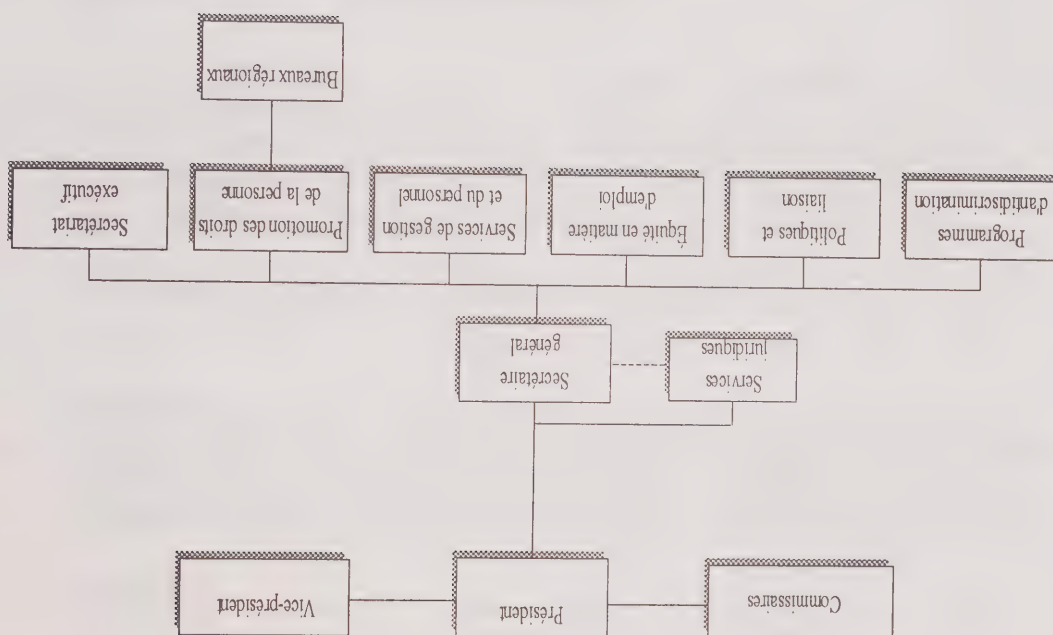 Commissaires
Président
Vice-président
Services
juridiques
Secrétaire
général
Programmes
d'antidiscrimination
Politiques et
liaison
Équité en matière
d'emploi
Services de gestion
et du personnel
Promotion des droits
de la personne
Secrétariat
exécutif
Bureaux régionaux